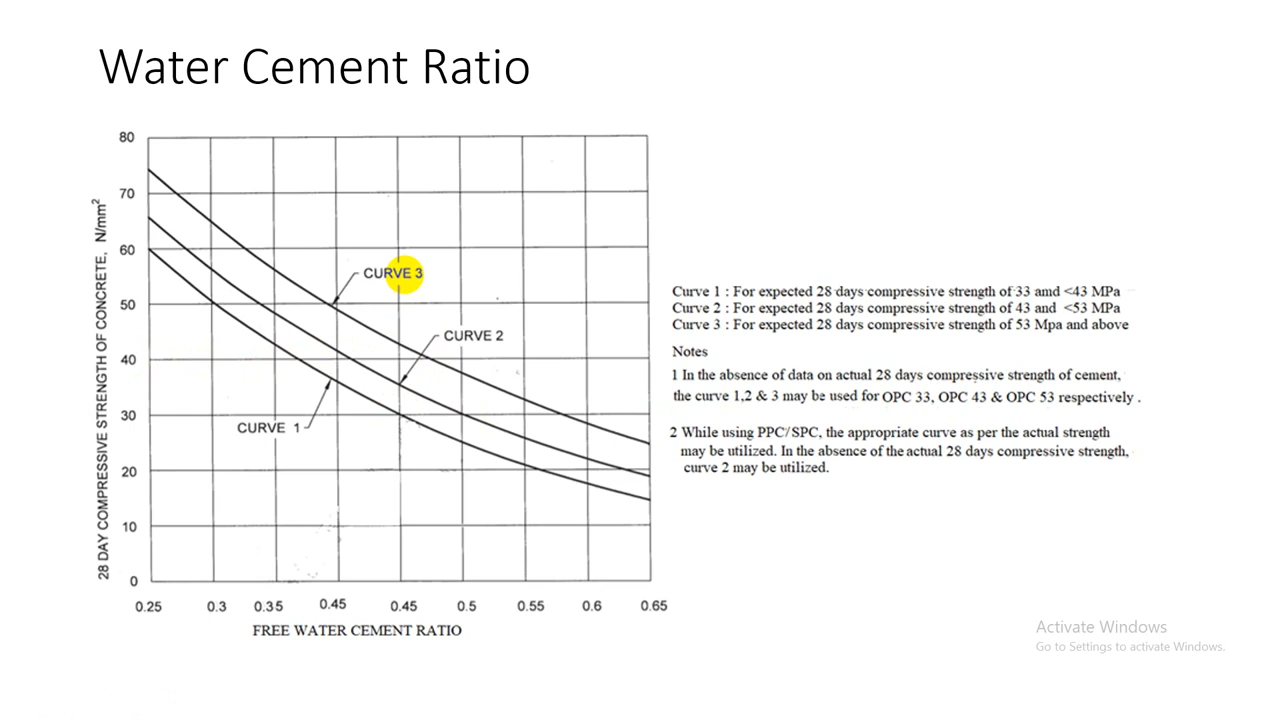 Water Cement Ratio
28 DAY COMPRESSIVE STRENGTH OF CONCRETE, N/mm²
80
70
60
50
40
30
20
10
0
CURVE 3
CURVE 2
CURVE 1
0.25 0.3 0.35 0.45 0.45 0.5 0.55 0.6 0.65
FREE WATER CEMENT RATIO
Curve 1 : For expected 28 days compressive strength of 33 amd <43 MPa
Curve 2 : For expected 28 days compressive strength of 43 and <53 MPa
Curve 3 : For expected 28 days compressive strength of 53 Mpa and above
Notes
1 In the absence of data on actual 28 days compressive strength of cement,
the curve 1,2 & 3 may be used for OPC 33, OPC 43 & OPC 53 respectively .
2 While using PPC/SPC, the appropriate curve as per the actual strength
may be utilized. In the absence of the actual 28 days compressive strength,
curve 2 may be utilized.
Activate Windows
Go to Settings to activate Windows.